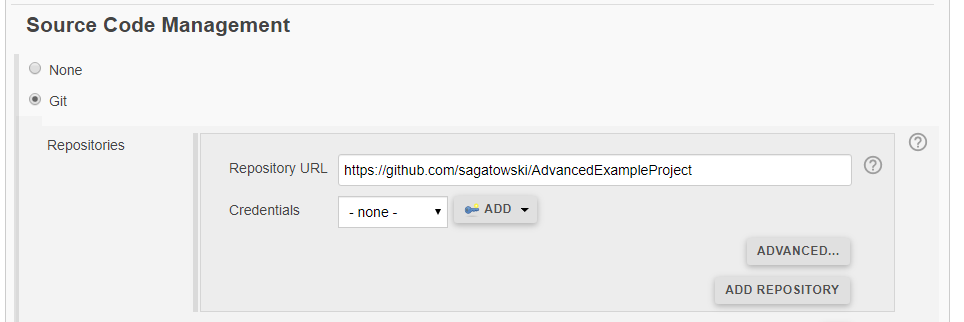 Source Code Management
None
Git
Repositories
Repository URL https://github.com/sagatowski/AdvancedExampleProject
Credentials - none - ADD
ADVANCED...
ADD REPOSITORY